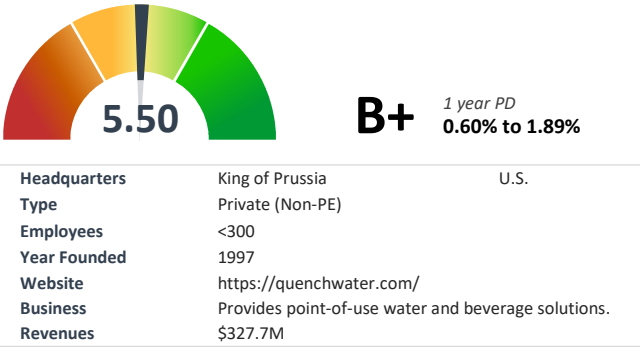 5.50
B+
1 year PD
0.60% to 1.89%
Headquarters King of Prussia U.S.
Type Private (Non-PE)
Employees <300
Year Founded 1997
Website https://quenchwater.com/
Business Provides point-of-use water and beverage solutions.
Revenues $327.7M